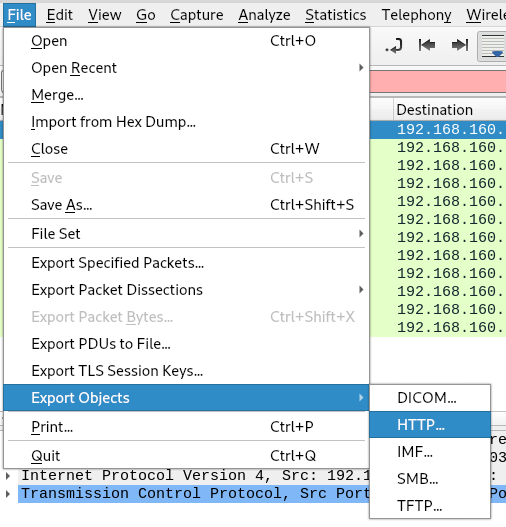 File Edit View Go Capture Analyze Statistics Telephony
Open Ctrl+O
Open Recent
Merge...
Import from Hex Dump...
Close Ctrl+W
Save Ctrl+S
Save As... Ctrl+Shift+S
File Set
Export Specified Packets...
Export Packet Dissections
Export Packet Bytes... Ctrl+Shift+X
Export PDUs to File...
Export TLS Session Keys...
Export Objects
Print... Ctrl+P
Quit Ctrl+Q
DICOM...
HTTP...
IMF...
SMB...
TFTP...
Destination
192.168.160.
192.168.160.
192.168.160.
192.168.160.
192.168.160.
192.168.160.
192.168.160.
192.168.160.
192.168.160.
192.168.160.
192.168.160.
192.168.160.
Internet Protocol Version 4, Src: 192.1
Transmission Control Protocol, Src Port